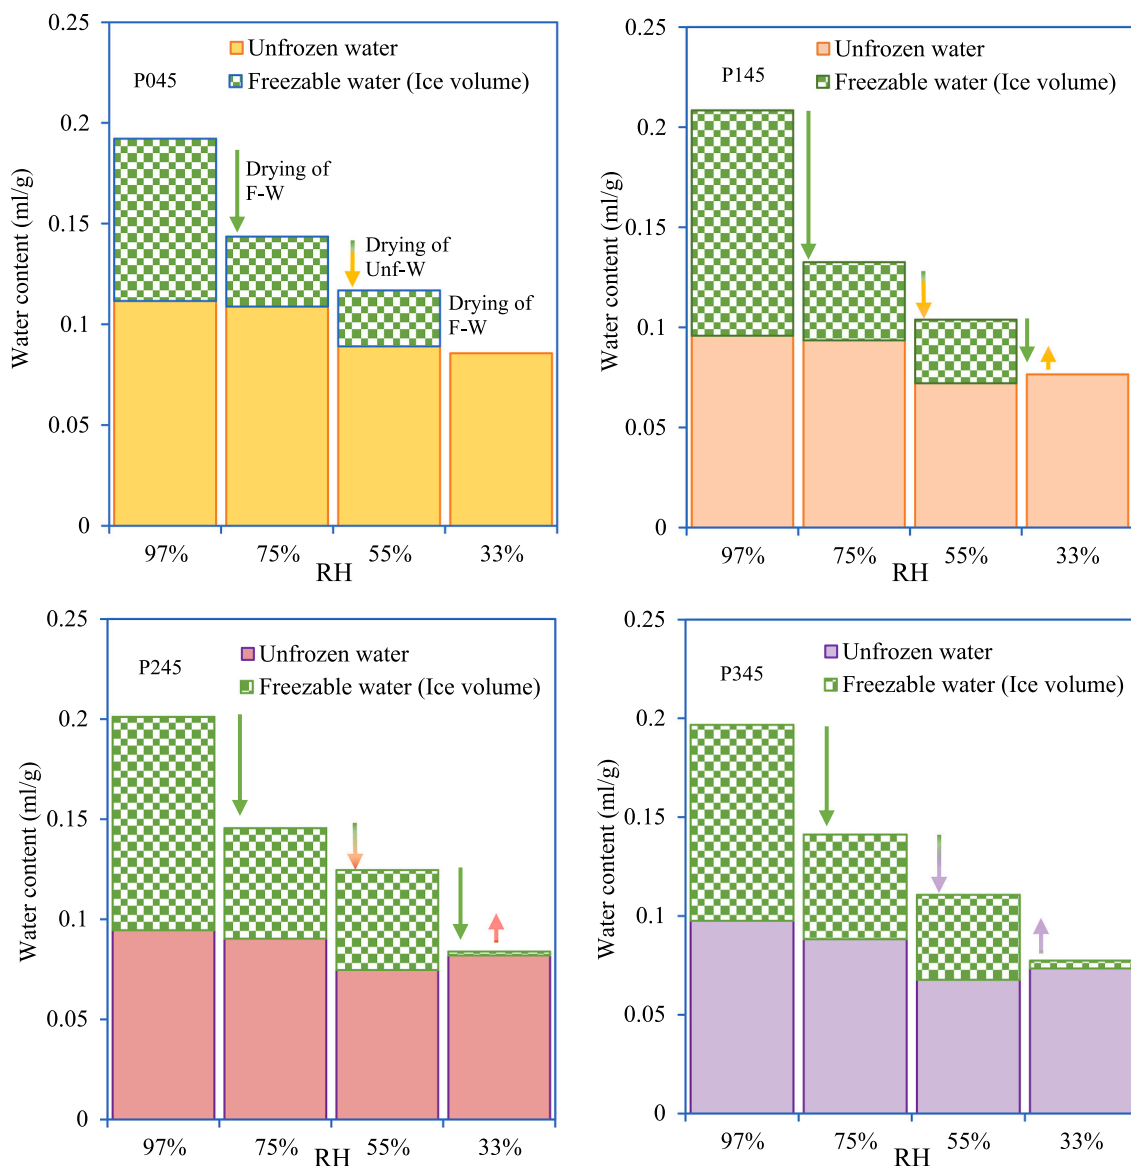 0.25
Unfrozen water
P045
Freezable water (Ice volume)
0.2
Drying of
F-W
0.15
Drying of
Unf-W
Drying of
F-W
0.1
0.05
0
Water content (ml/g)
97%
75%
55%
33%
RH
0.25
Unfrozen water
P145
Freezable water (Ice volume)
0.2
0.15
0.1
0.05
0
Water content (ml/g)
97%
75%
55%
33%
RH
0.25
Unfrozen water
P245
Freezable water (Ice volume)
0.2
0.15
0.1
0.05
0
Water content (ml/g)
97%
75%
55%
33%
RH
0.25
Unfrozen water
P345
Freezable water (Ice volume)
0.2
0.15
0.1
0.05
0
Water content (ml/g)
97%
75%
55%
33%
RH